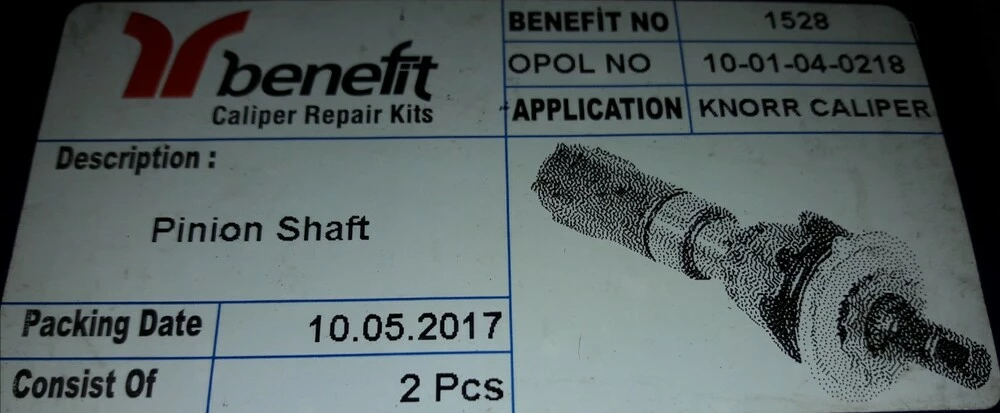 benefit
Caliper Repair Kits
BENEFİT NO 1528
OPOL NO 10-01-04-0218
APPLICATION KNORR CALIPER
Description :
Pinion Shaft
Packing Date 10.05.2017
Consist Of 2 Pcs